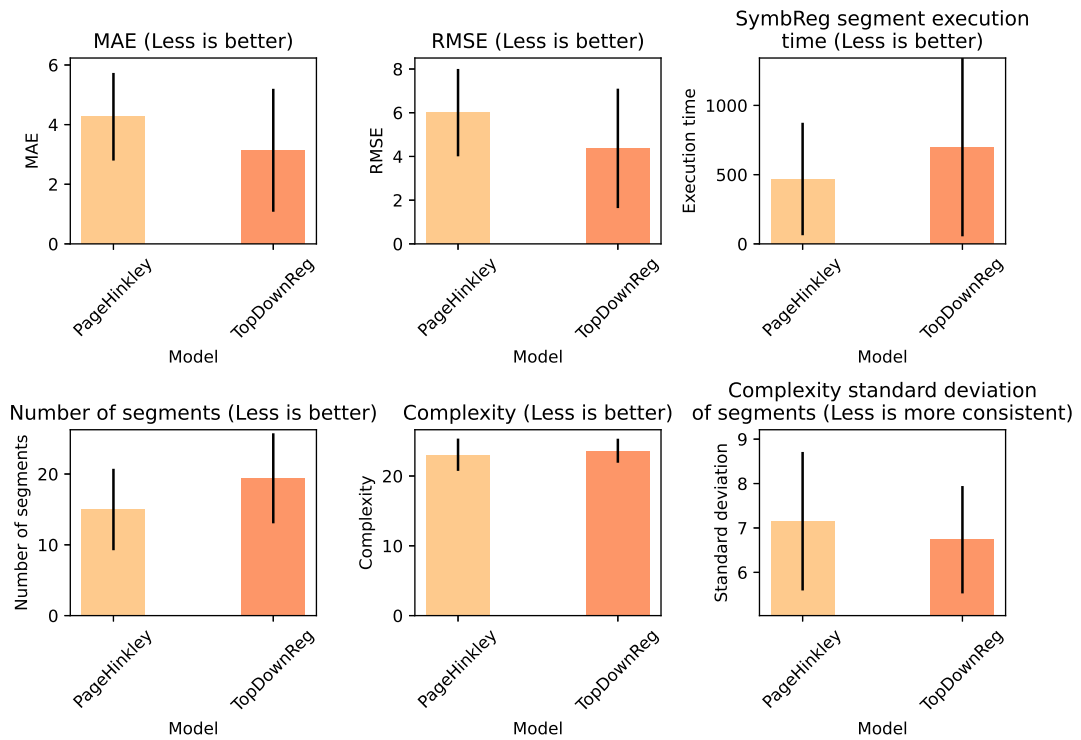 MAE (Less is better)
6
4
2
0
MAE
PageHinkley
TopDownReg
Model
RMSE (Less is better)
8
6
4
2
0
RMSE
PageHinkley
TopDownReg
Model
SymbReg segment execution
time (Less is better)
1000
500
0
Execution time
PageHinkley
TopDownReg
Model
Number of segments (Less is better)
20
10
0
Number of segments
PageHinkley
TopDownReg
Model
Complexity (Less is better)
20
10
0
Complexity
PageHinkley
TopDownReg
Model
Complexity standard deviation
of segments (Less is more consistent)
9
8
7
6
Standard deviation
PageHinkley
TopDownReg
Model